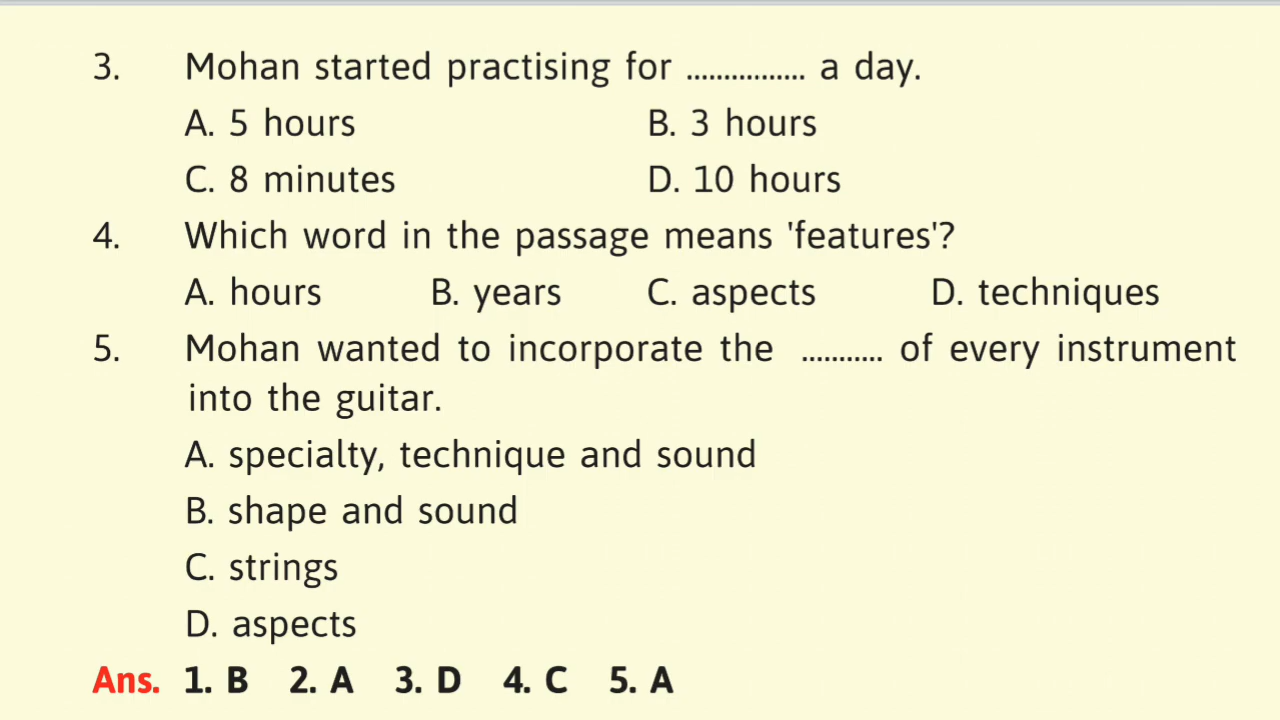 3. Mohan started practising for ................ a day.
A. 5 hours B. 3 hours
C. 8 minutes D. 10 hours
4. Which word in the passage means 'features'?
A. hours B. years C. aspects D. techniques
5. Mohan wanted to incorporate the ........... of every instrument
into the guitar.
A. specialty, technique and sound
B. shape and sound
C. strings
D. aspects
Ans. 1. B 2. A 3. D 4. C 5. A